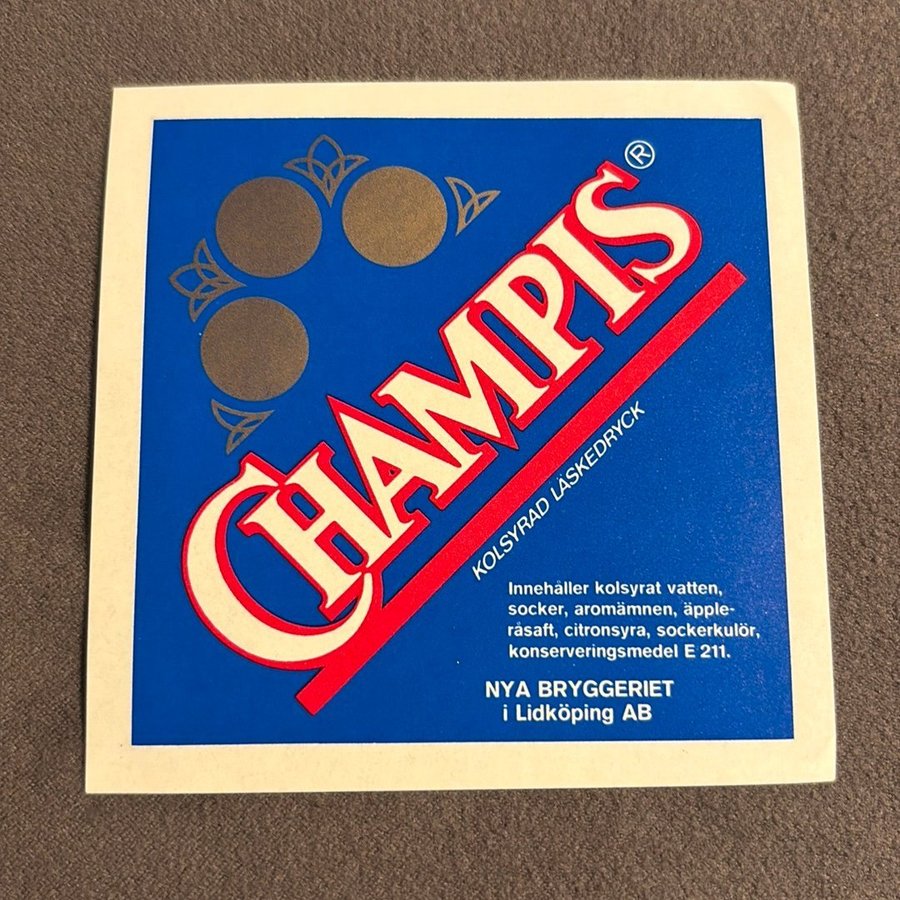 CHAMPIS®
KOLSYRAD LÄSKEDRYCK
Innehåller kolsyrat vatten,
socker, aromämnen, äpple-
råsaft, citronsyra, sockerkulör,
konserveringsmedel E 211.
NYA BRYGGERIET
i Lidköping AB